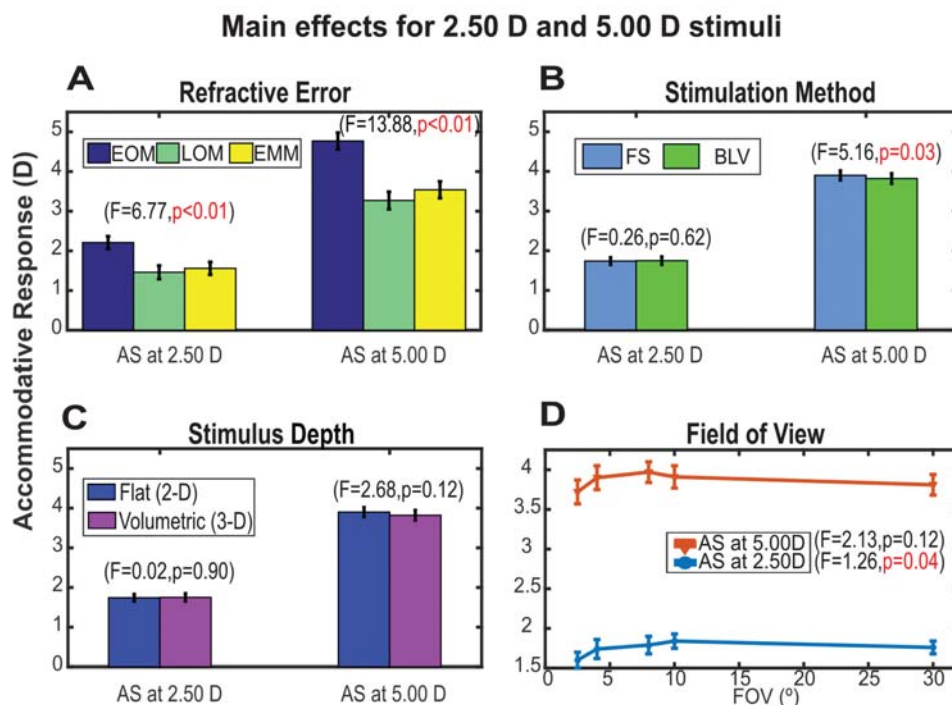 Main effects for 2.50 D and 5.00 D stimuli
Accommodative Response (D)
A
Refractive Error
EOM LOM EMM
(F=13.88,p<0.01)
(F=6.77,p<0.01)
5
4
3
2
1
0
AS at 2.50 D AS at 5.00 D
B
Stimulation Method
FS BLV
(F=5.16,p=0.03)
(F=0.26,p=0.62)
5
4
3
2
1
0
AS at 2.50 D AS at 5.00 D
C
Stimulus Depth
Flat (2-D)
Volumetric (3-D)
(F=2.68,p=0.12)
(F=0.02,p=0.90)
5
4
3
2
1
0
AS at 2.50 D AS at 5.00 D
D
Field of View
4
3.5
3
2.5
2
1.5
AS at 5.00D (F=2.13,p=0.12)
AS at 2.50D (F=1.26,p=0.04)
0 5 10 15 20 25 30
FOV (º)